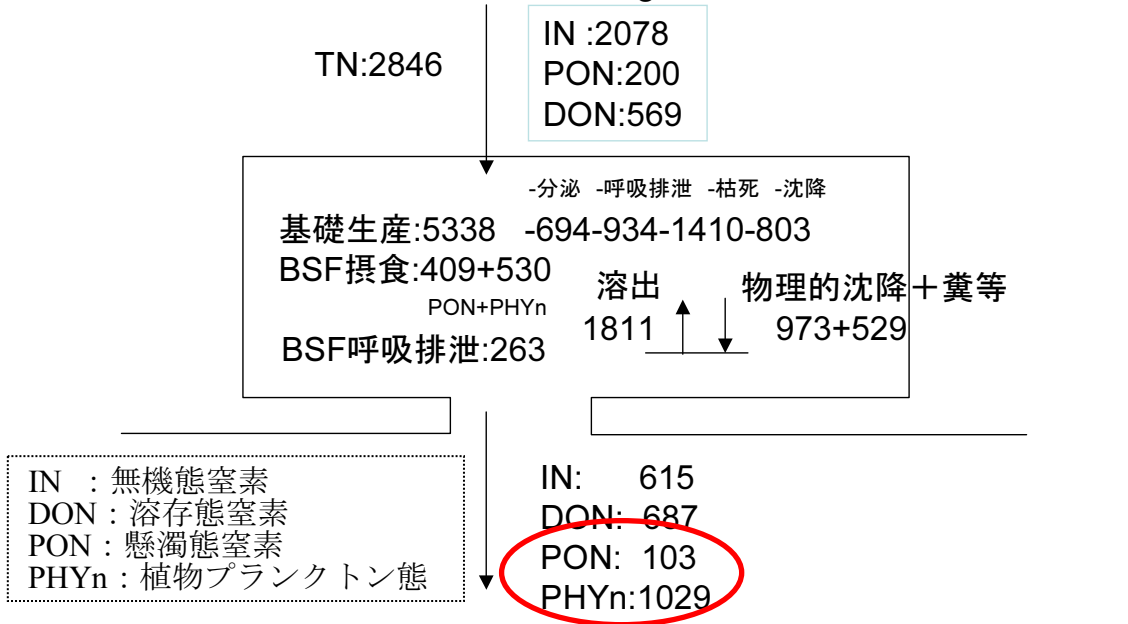 TN:2846
IN :2078
PON:200
DON:569
-分泌 -呼吸排泄 -枯死 -沈降
基礎生産:5338 -694-934-1410-803
BSF摂食:409+530
PON+PHYn
溶出
1811
物理的沈降＋糞等
973+529
BSF呼吸排泄:263
IN ：無機態窒素
DON：溶存態窒素
PON：懸濁態窒素
PHYn：植物プランクトン態
IN: 615
DON: 687
PON: 103
PHYn:1029